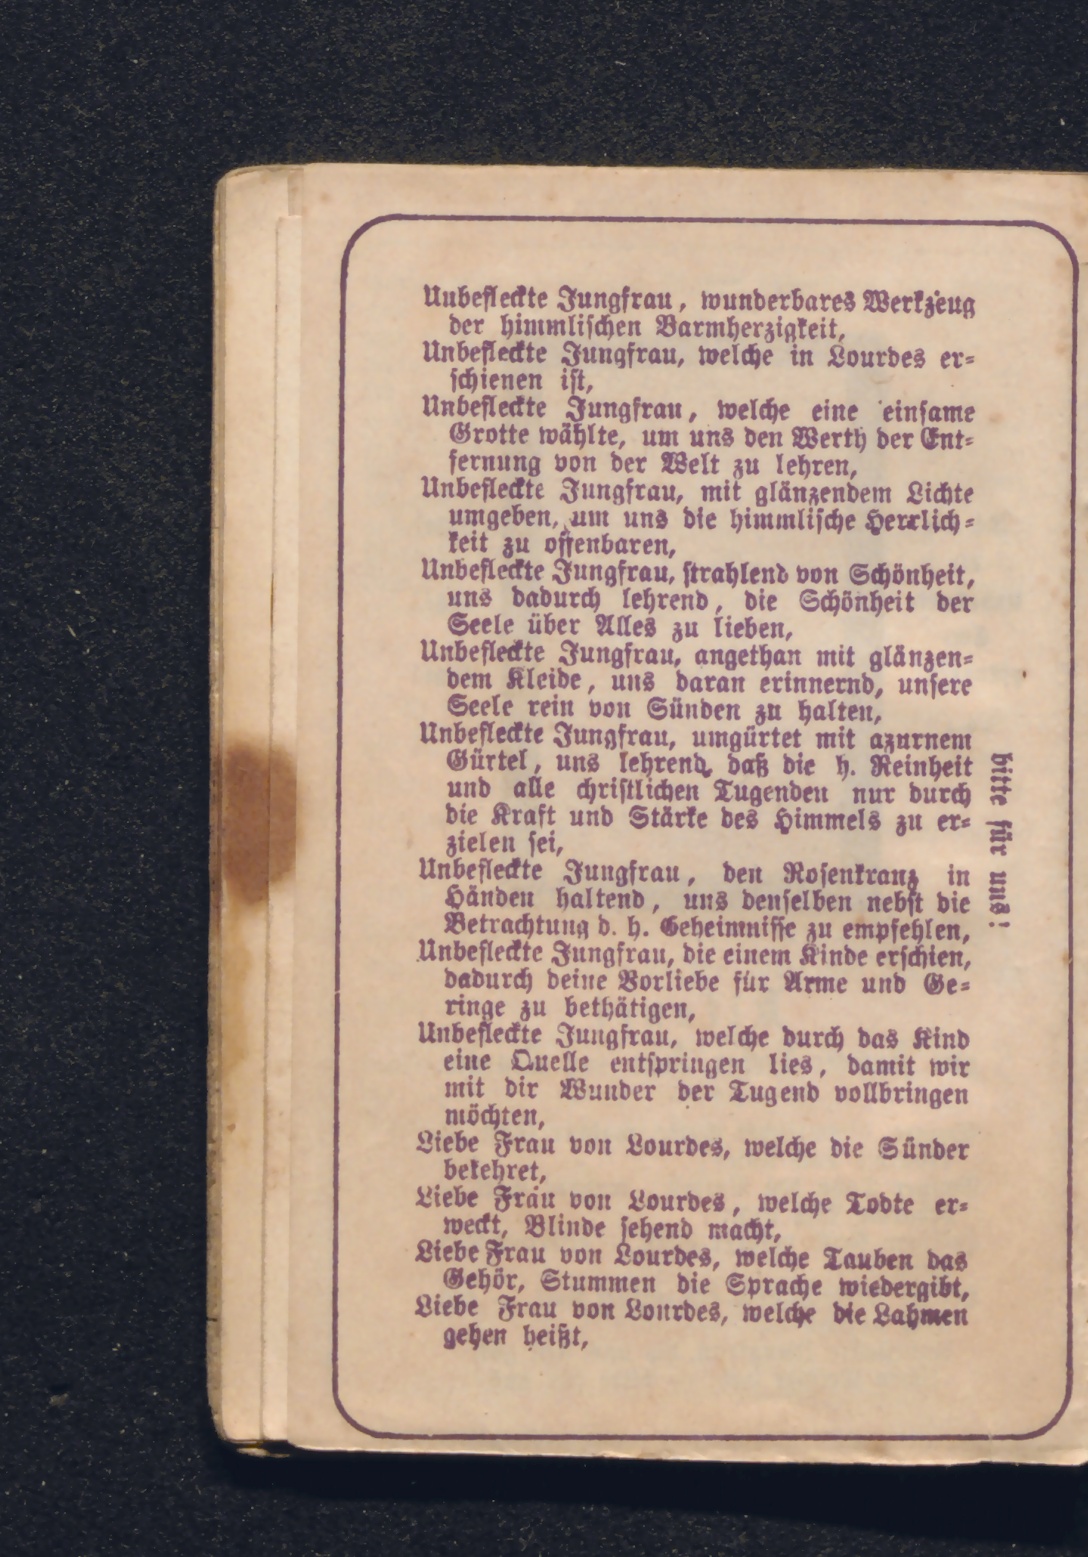 Unbefleckte Jungfrau, wunderbares Werkzeug
der himmlischen Barmherzigkeit,
Unbefleckte Jungfrau, welche in Lourdes er-
schienen ist,
Unbefleckte Jungfrau, welche eine einsame
Grotte wählte, um uns den Werth der Ent-
fernung von der Welt zu lehren,
Unbefleckte Jungfrau, mit glänzendem Lichte
umgeben, um uns die himmlische Herrlich-
keit zu offenbaren,
Unbefleckte Jungfrau, strahlend von Schönheit,
uns dadurch lehrend, die Schönheit der
Seele über Alles zu lieben,
Unbefleckte Jungfrau, angethan mit glänzen-
dem Kleide, uns daran erinnernd, unsere
Seele rein von Sünden zu halten,
Unbefleckte Jungfrau, umgürtet mit azurnem
Gürtel, uns lehrend, daß die h. Reinheit
und alle christlichen Tugenden nur durch
die Kraft und Stärke des Himmels zu er-
zielen sei,
Unbefleckte Jungfrau, den Rosenkranz in
Händen haltend, uns denselben nebst die
Betrachtung d. h. Geheimnisse zu empfehlen,
Unbefleckte Jungfrau, die einem Kinde erschien,
dadurch deine Vorliebe für Arme und Ge-
ringe zu bethätigen,
Unbefleckte Jungfrau, welche durch das Kind
eine Quelle entspringen lies, damit wir
mit dir Wunder der Tugend vollbringen
möchten,
Liebe Frau von Lourdes, welche die Sünder
bekehret,
Liebe Frau von Lourdes, welche Todte er-
weckt, Blinde sehend macht,
Liebe Frau von Lourdes, welche Tauben das
Gehör, Stummen die Sprache wiedergibt,
Liebe Frau von Lourdes, welche die Lahmen
gehen heißt,
bitte für uns!